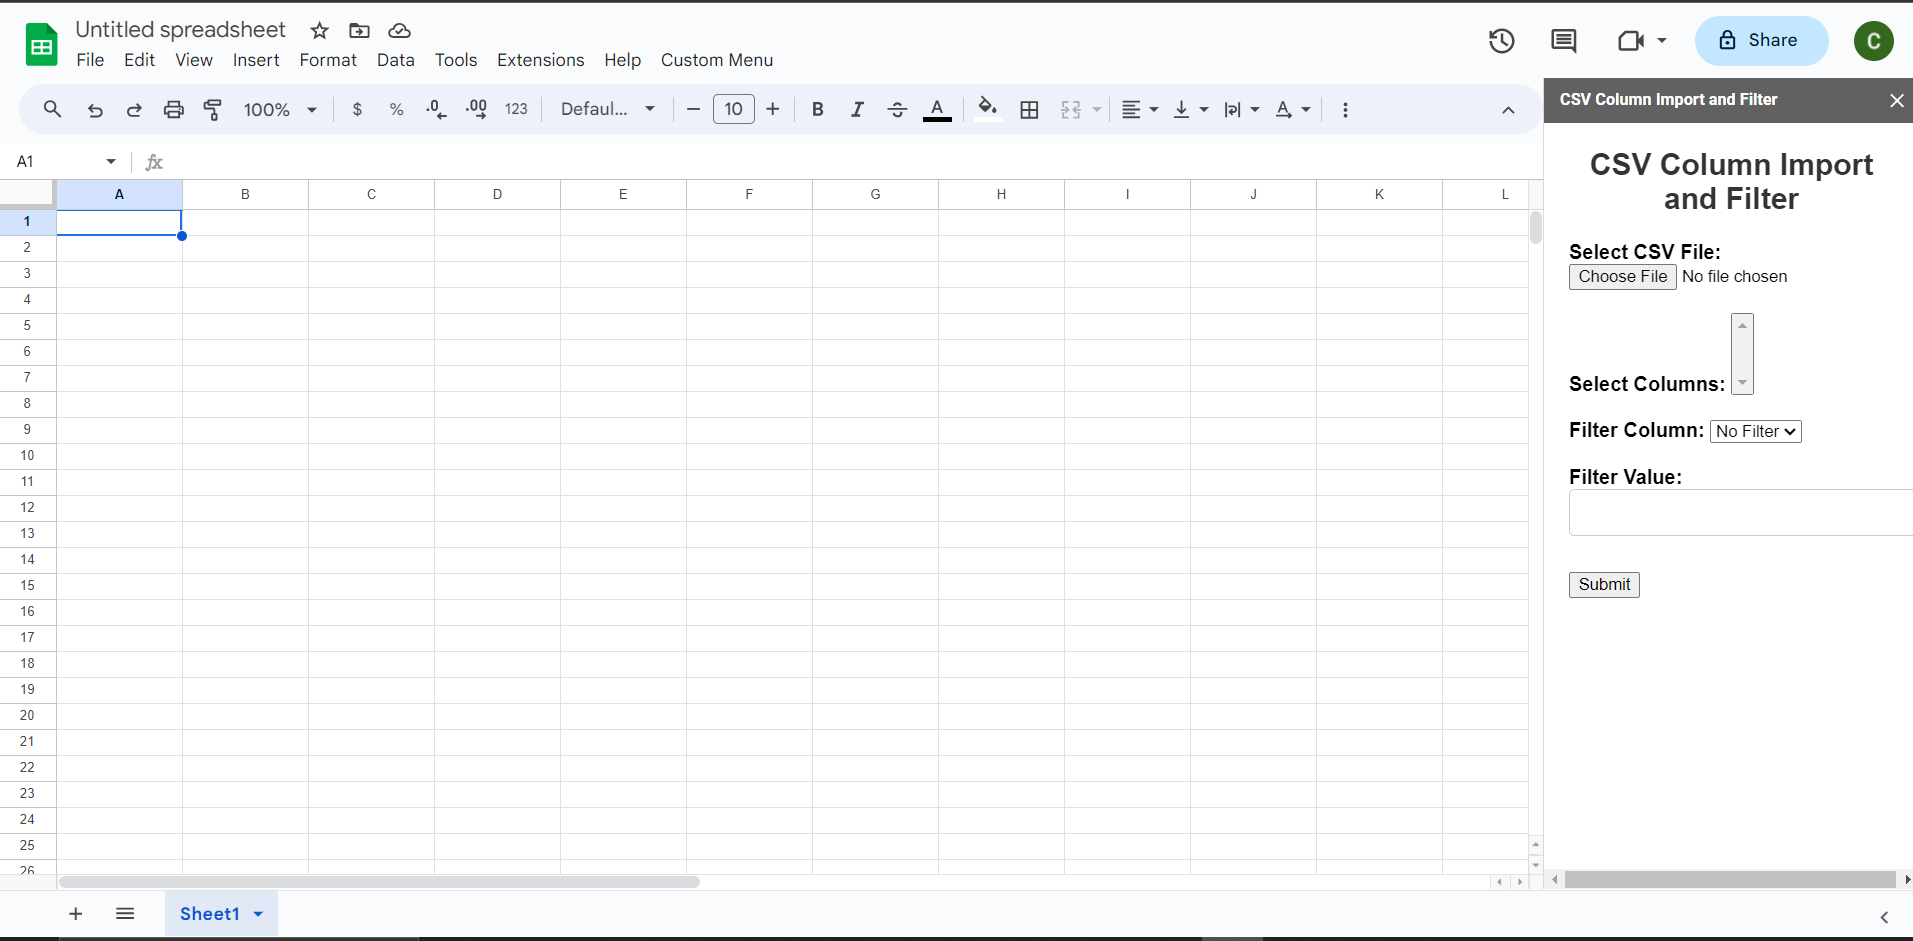 Untitled spreadsheet
File Edit View Insert Format Data Tools Extensions Help Custom Menu
Share
C
100% $ % .0 .00 123 Defaul... 10 B I A A
CSV Column Import and Filter
A1 fx
A B C D E F G H I J K L
1
2
3
4
5
6
7
8
9
10
11
12
13
14
15
16
17
18
19
20
21
22
23
24
25
26
CSV Column Import
and Filter
Select CSV File:
Choose File No file chosen
Select Columns:
Filter Column: No Filter
Filter Value:
Submit
Sheet1